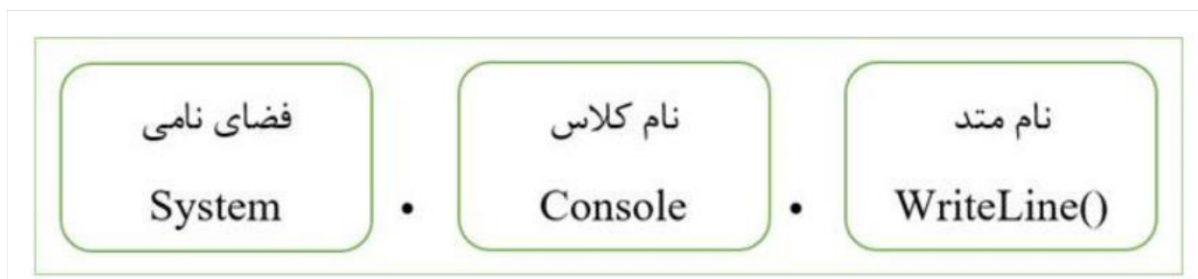 فضای نامی
System
.
نام کلاس
Console
.
نام متد
WriteLine()